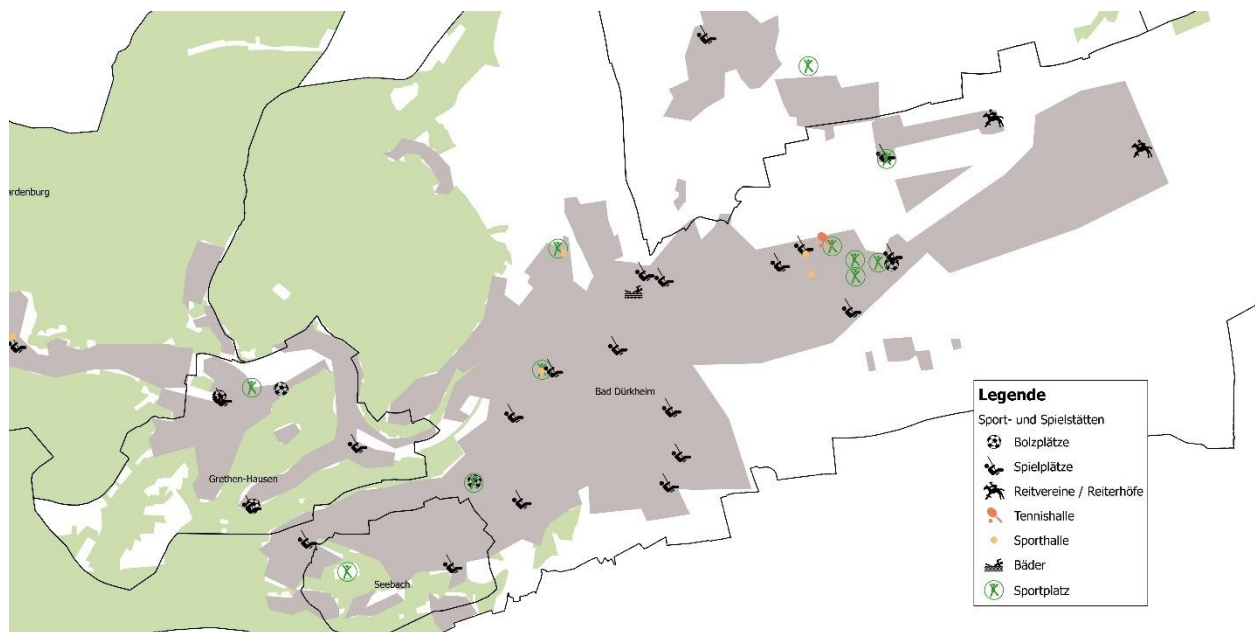 ardenburg
Bad Dürkheim
Grethen-Hausen
Seebach
Legende
Sport- und Spielstätten
Bolzplätze
Spielplätze
Reitvereine / Reiterhöfe
Tennishalle
Sporthalle
Bäder
Sportplatz